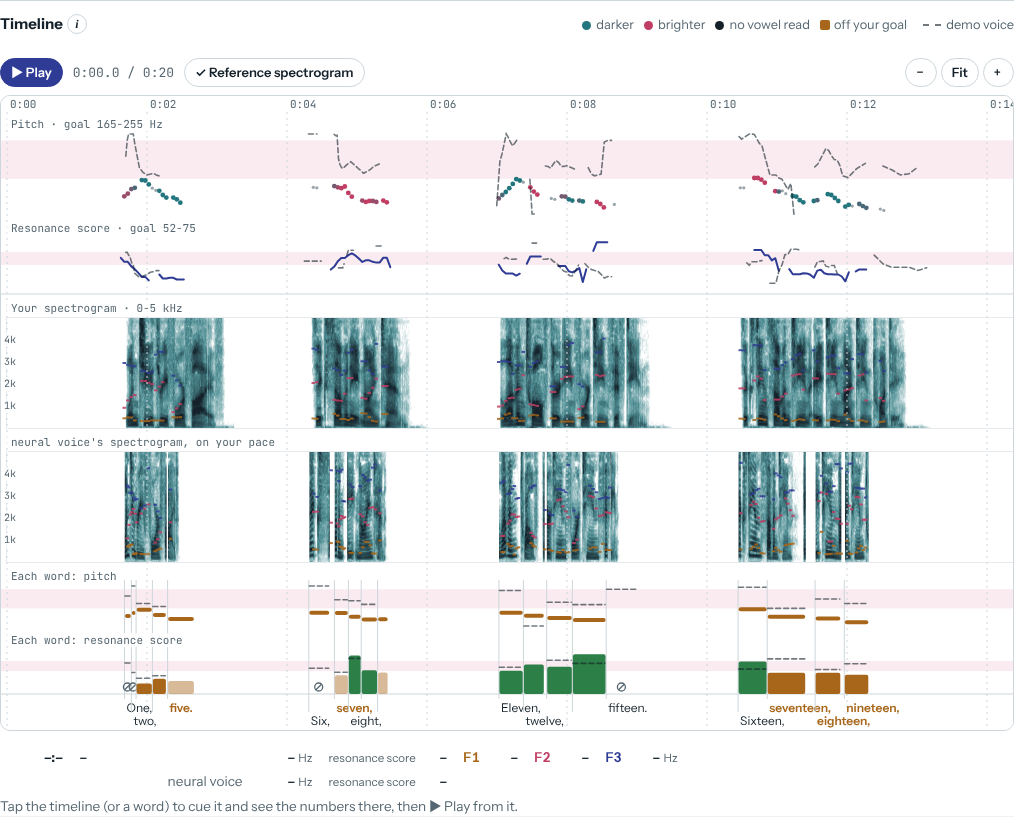 Timeline i
darker brighter no vowel read off your goal demo voice
▶ Play 0:00.0 / 0:20 ✓ Reference spectrogram − Fit +
0:00 0:02 0:04 0:06 0:08 0:10 0:12 0:14
Pitch · goal 165-255 Hz
Resonance score · goal 52-75
Your spectrogram · 0-5 kHz
4k
3k
2k
1k
neural voice's spectrogram, on your pace
4k
3k
2k
1k
Each word: pitch
Each word: resonance score
One, five. seven, Eleven, fifteen. seventeen, nineteen,
two, Six, eight, twelve, Sixteen, eighteen,
–:– – – Hz resonance score – F1 – F2 – F3 – Hz
neural voice – Hz resonance score –
Tap the timeline (or a word) to cue it and see the numbers there, then ▶ Play from it.